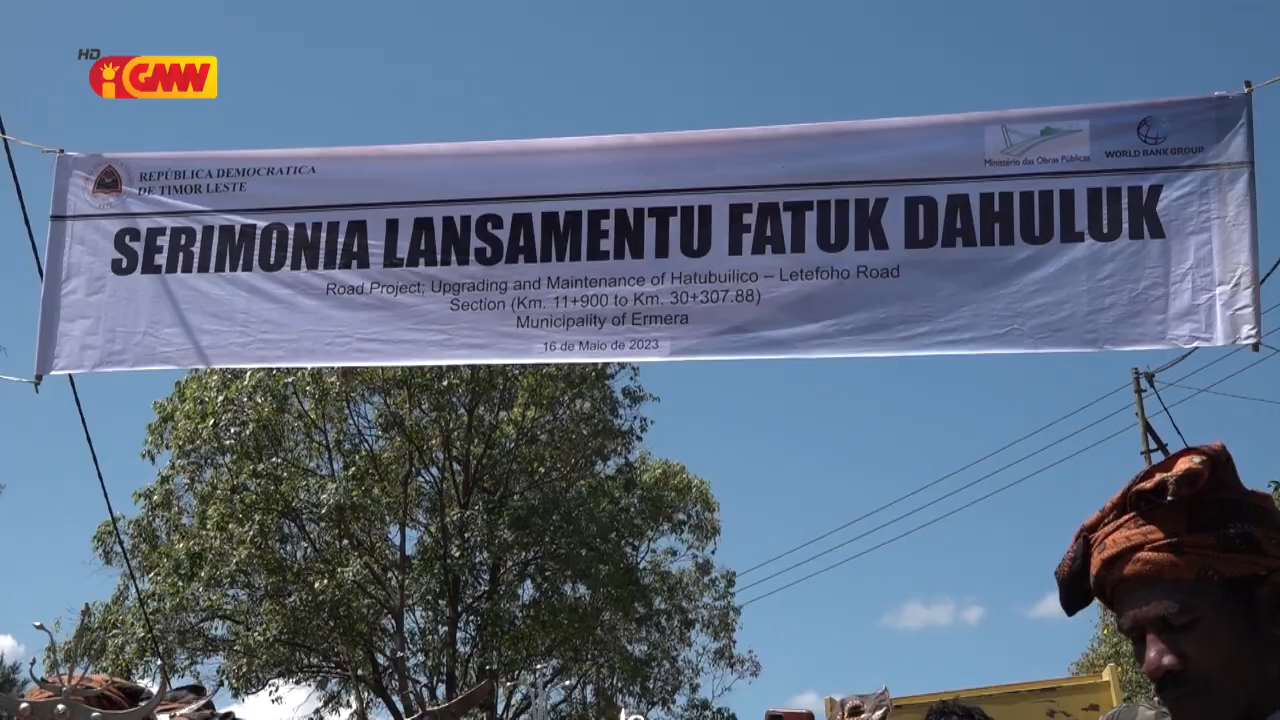 HD
GMN
REPÚBLICA DEMOCRATICA
DE TIMOR LESTE
Ministério das Obras Públicas
WORLD BANK GROUP
SERIMONIA LANSAMENTU FATUK DAHULUK
Road Project; Upgrading and Maintenance of Hatubuilico – Letefoho Road
Section (Km. 11+900 to Km. 30+307.88)
Municipality of Ermera
16 de Maio de 2023